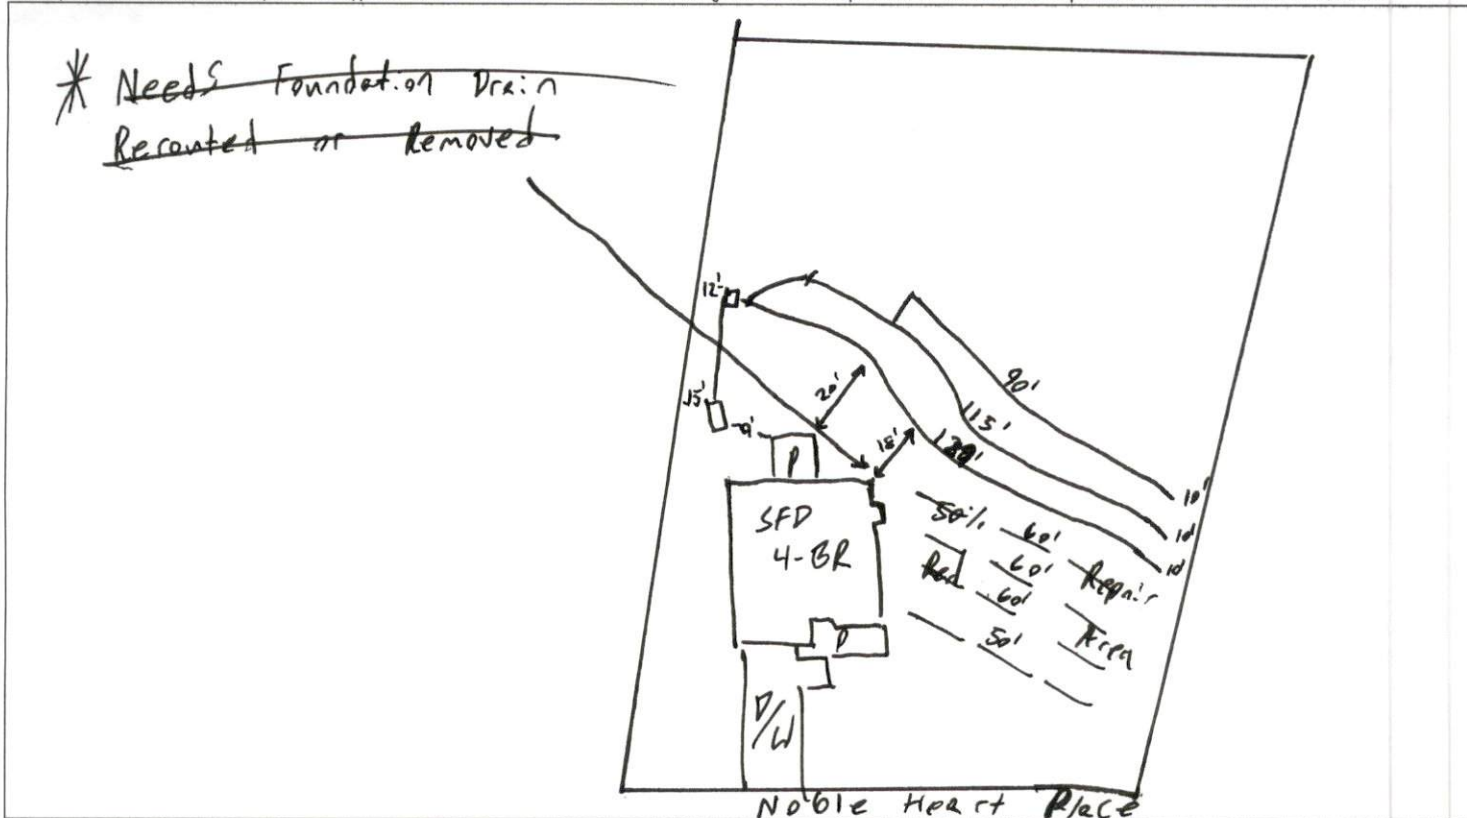 * Needs Foundation Drain
Rerouted or Removed
12'
20'
90'
15'
9'
18'
115'
P
SFD
4-BR
10'
10'
10'
50%
60'
Repair
Red
60'
60'
Area
50'
P
D/W
Noble Heart Place